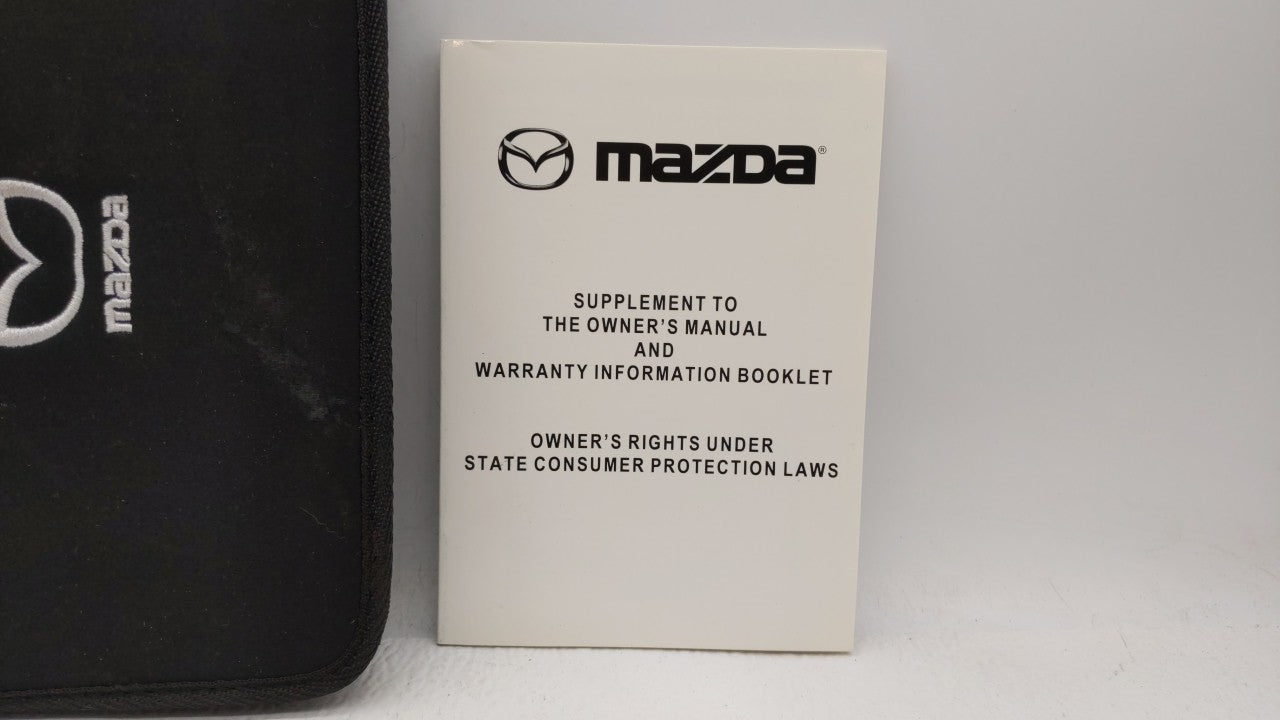 mazda
mazda®
SUPPLEMENT TO
THE OWNER'S MANUAL
AND
WARRANTY INFORMATION BOOKLET
OWNER'S RIGHTS UNDER
STATE CONSUMER PROTECTION LAWS